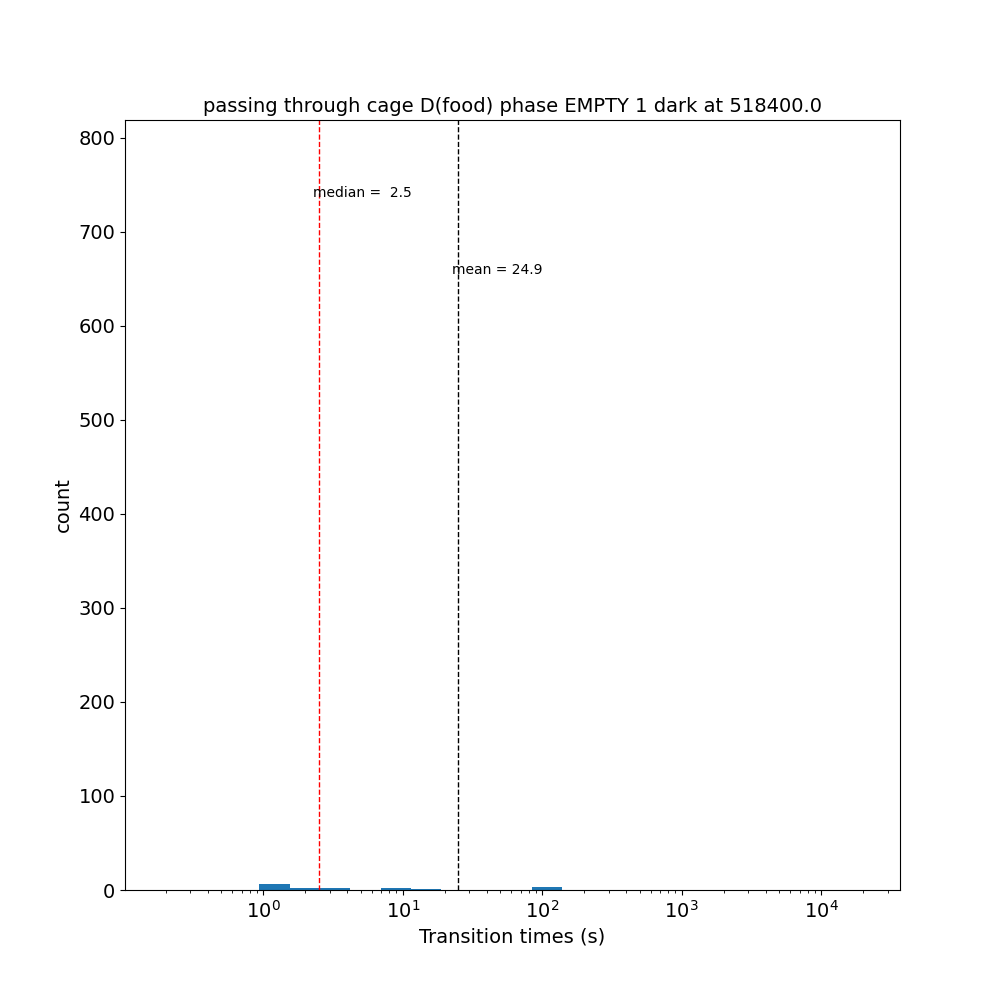 passing through cage D(food) phase EMPTY 1 dark at 518400.0
800
median =  2.5
700
mean = 24.9
600
500
count
400
300
200
100
0
10^0 10^1 10^2 10^3 10^4
Transition times (s)